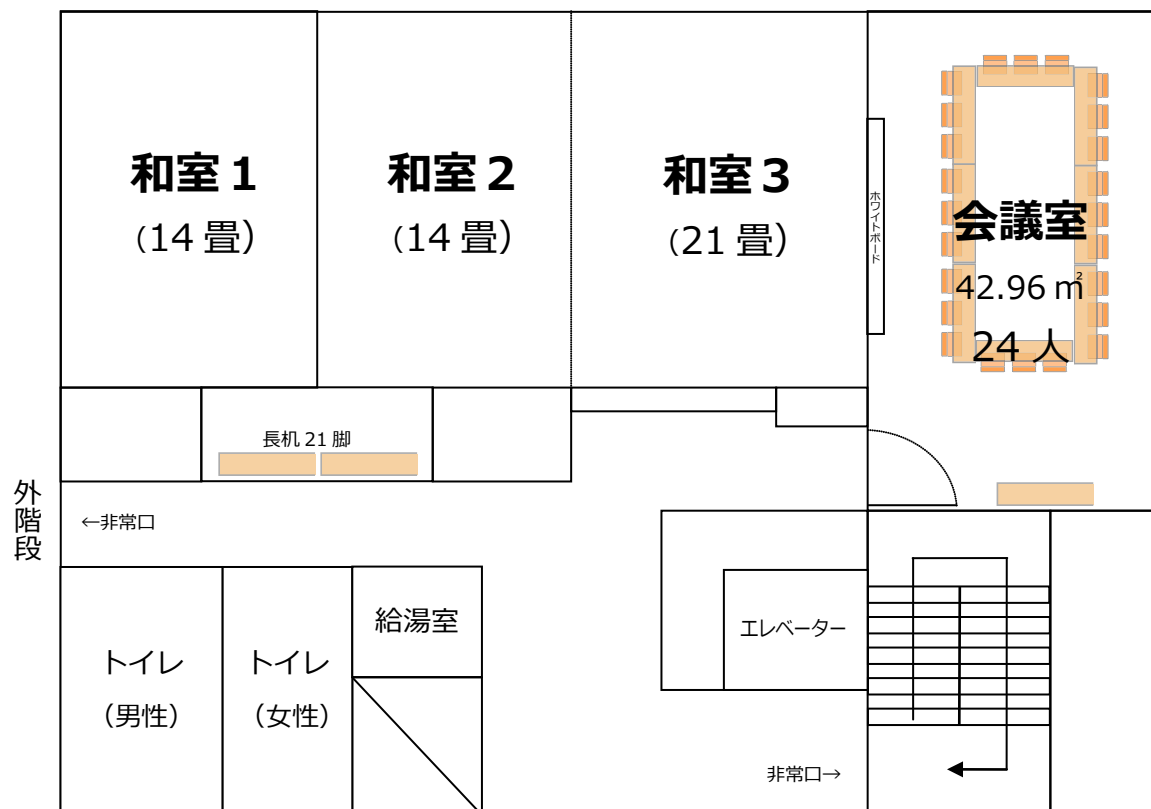 和室１
（14 畳）
和室２
（14 畳）
和室３
（21 畳）
ホワイトボード
会議室
42.96 ㎡
24 人
長机 21 脚
外階段
←非常口
トイレ
（男性）
トイレ
（女性）
給湯室
エレベーター
非常口→